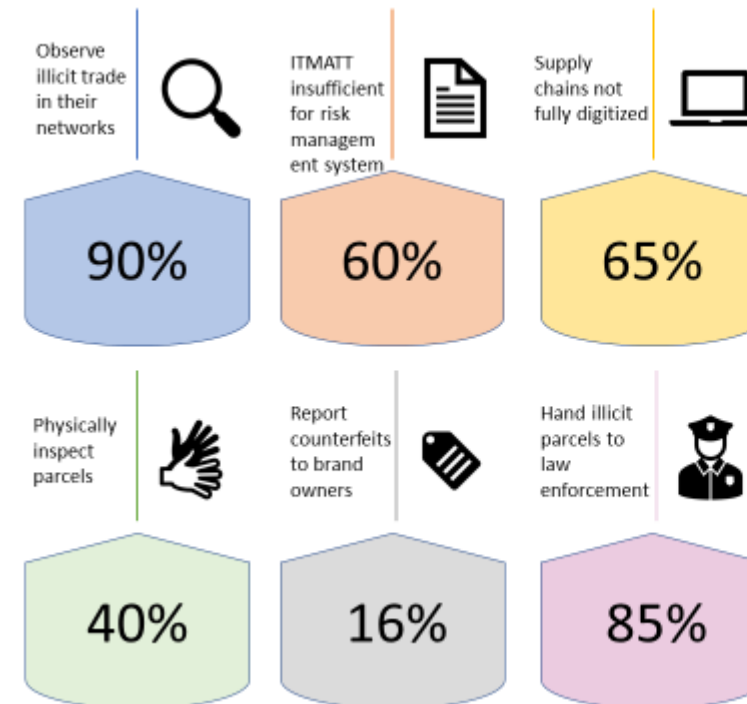 Observe
illicit trade
in their
networks
ITMATT
insufficient
for risk
managem
ent system
Supply
chains not
fully digitized
90%
60%
65%
Physically
inspect
parcels
Report
counterfeits
to brand
owners
Hand illicit
parcels to
law
enforcement
40%
16%
85%